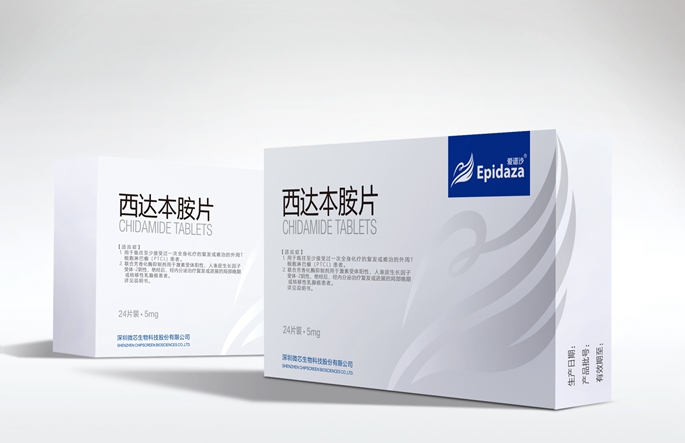 西达本胺片
CHIDAMIDE TABLETS
【适应症】
1. 用于既往至少接受过一次全身化疗的复发或难治的外周T
细胞淋巴瘤（PTCL）患者。
2. 联合芳香化酶抑制剂用于激素受体阳性、人表皮生长因子
受体-2阴性、绝经后、经内分泌治疗复发或进展的局部晚期
或转移性乳腺癌患者。
详见说明书。
24片装 • 5mg
深圳微芯生物科技股份有限公司
SHENZHEN CHIPSCREEN BIOSCIENCES CO., LTD.
爱谱沙®
Epidaza
西达本胺片
CHIDAMIDE TABLETS
【适应症】
1. 用于既往至少接受过一次全身化疗的复发或难治的外周T
细胞淋巴瘤（PTCL）患者。
2. 联合芳香化酶抑制剂用于激素受体阳性、人表皮生长因子
受体-2阴性、绝经后、经内分泌治疗复发或进展的局部晚期
或转移性乳腺癌患者。
详见说明书。
24片装 • 5mg
深圳微芯生物科技股份有限公司
SHENZHEN CHIPSCREEN BIOSCIENCES CO., LTD.
生产日期：
产品批号：
有效期至：